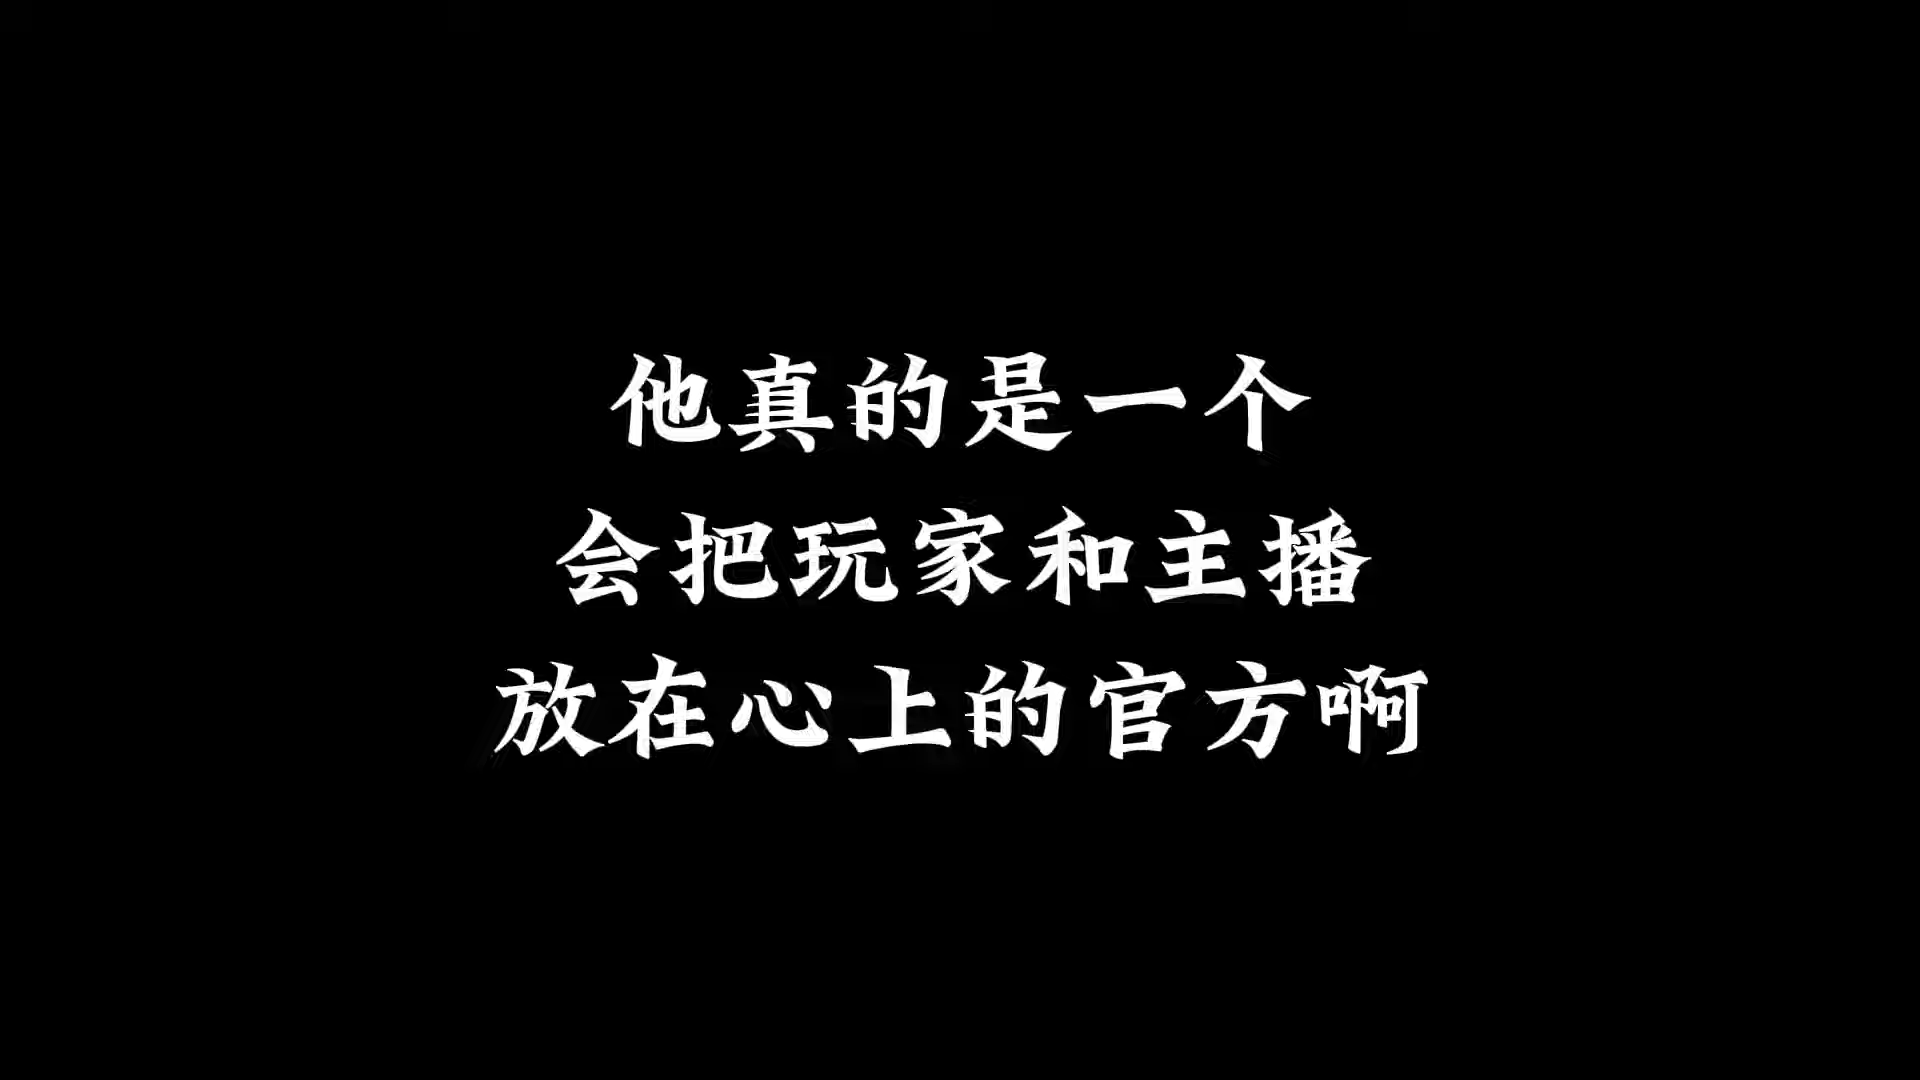 他真的是一个
会把玩家和主播
放在心上的官方啊